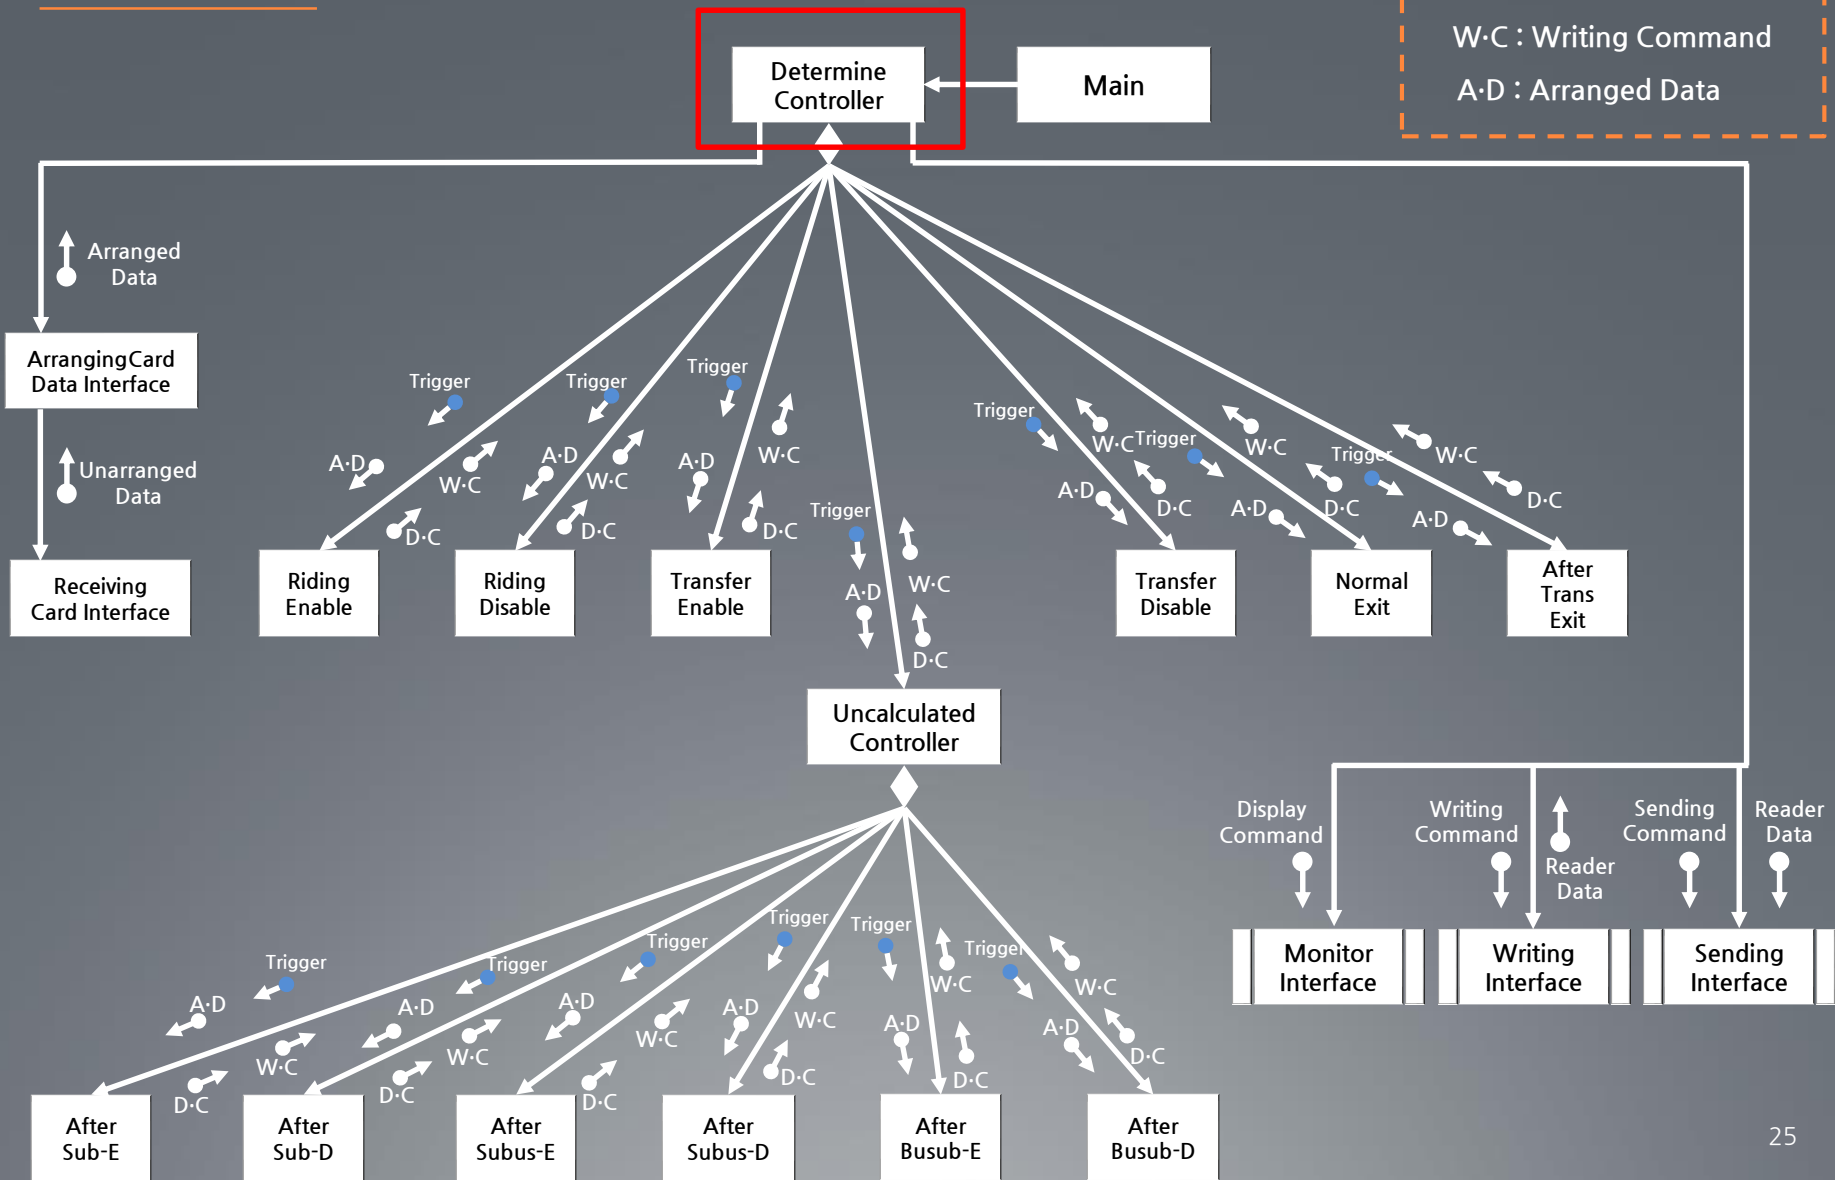 W·C : Writing Command
A·D : Arranged Data
Determine
Controller
Main
Arranged
Data
Arranging Card
Data Interface
Unarranged
Data
Receiving
Card Interface
Trigger
A·D
W·C
D·C
Riding
Enable
Trigger
A·D
W·C
D·C
Riding
Disable
Trigger
A·D
W·C
D·C
Transfer
Enable
Trigger
A·D
W·C
D·C
Uncalculated
Controller
Trigger
A·D
W·C
D·C
Transfer
Disable
Trigger
A·D
W·C
D·C
Normal
Exit
Trigger
A·D
W·C
D·C
After
Trans
Exit
Display
Command
Writing
Command
Reader
Data
Sending
Command
Reader
Data
Monitor
Interface
Writing
Interface
Sending
Interface
Trigger
A·D
W·C
D·C
After
Sub-E
Trigger
A·D
W·C
D·C
After
Sub-D
Trigger
A·D
W·C
D·C
After
Subus-E
Trigger
A·D
W·C
D·C
After
Subus-D
Trigger
A·D
W·C
D·C
After
Busub-E
Trigger
A·D
W·C
D·C
After
Busub-D
25